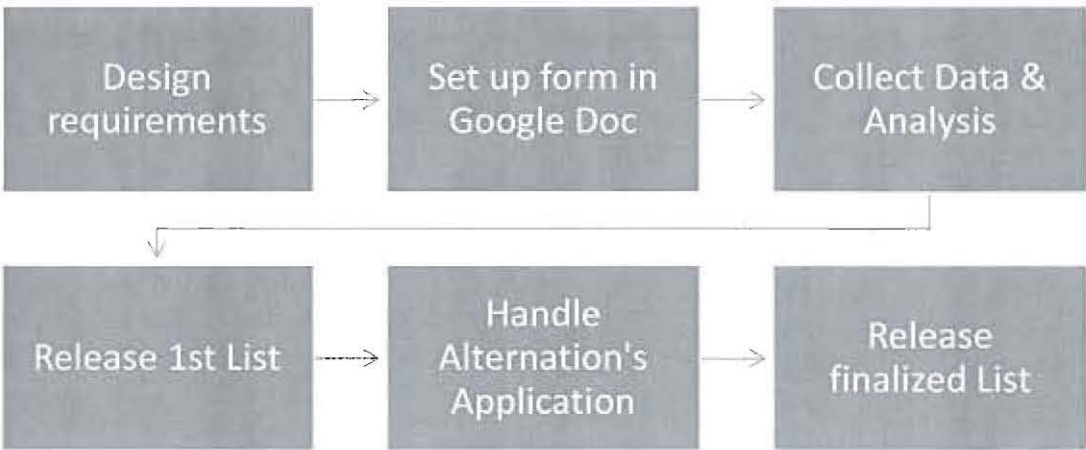 Design
requirements
Set up form in
Google Doc
Collect Data &
Analysis
Release 1st List
Handle
Alternation's
Application
Release
finalized List